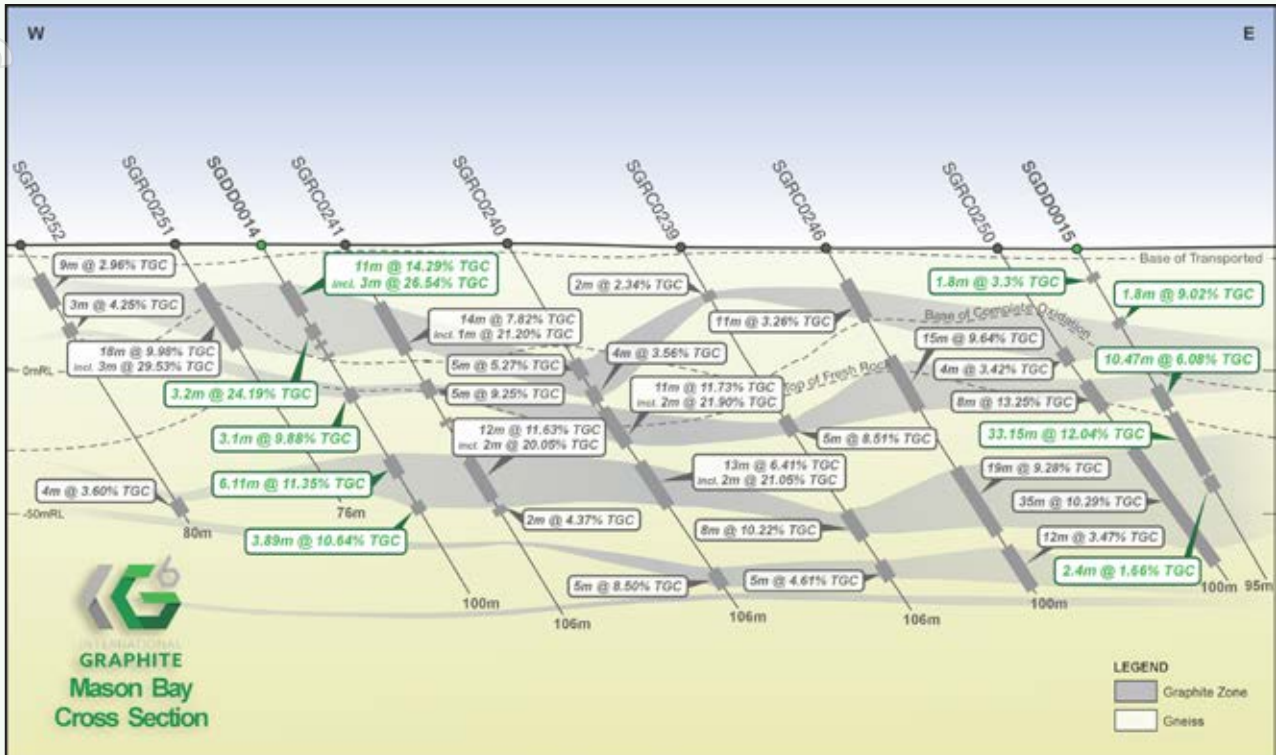 W
E
SGRC0252
SGRC0251
SGDD0014
SGRC0241
SGRC0240
SGRC0239
SGRC0246
SGRC0250
SGDD0015
Base of Transported
9m @ 2.96% TGC
11m @ 14.29% TGC
incl. 3m @ 26.54% TGC
2m @ 2.34% TGC
1.8m @ 3.3% TGC
1.8m @ 9.02% TGC
3m @ 4.25% TGC
14m @ 7.82% TGC
incl. 1m @ 21.20% TGC
11m @ 3.26% TGC
Base of Complete Oxidation
18m @ 9.98% TGC
incl. 3m @ 29.53% TGC
5m @ 5.27% TGC
4m @ 3.56% TGC
15m @ 9.64% TGC
4m @ 3.42% TGC
10.47m @ 6.08% TGC
0mRL
3.2m @ 24.19% TGC
5m @ 9.25% TGC
11m @ 11.73% TGC
incl. 2m @ 21.90% TGC
Top of Fresh Rock
8m @ 13.25% TGC
3.1m @ 9.88% TGC
12m @ 11.63% TGC
incl. 2m @ 20.05% TGC
5m @ 8.51% TGC
33.15m @ 12.04% TGC
6.11m @ 11.35% TGC
13m @ 6.41% TGC
incl. 2m @ 21.05% TGC
19m @ 9.28% TGC
4m @ 3.60% TGC
35m @ 10.29% TGC
-50mRL
76m
2m @ 4.37% TGC
8m @ 10.22% TGC
80m
3.89m @ 10.64% TGC
12m @ 3.47% TGC
2.4m @ 1.66% TGC
5m @ 8.50% TGC
5m @ 4.61% TGC
100m
106m
106m
106m
100m
100m
95m
G6
INTERNATIONAL
GRAPHITE
Mason Bay
Cross Section
LEGEND
Graphite Zone
Gneiss